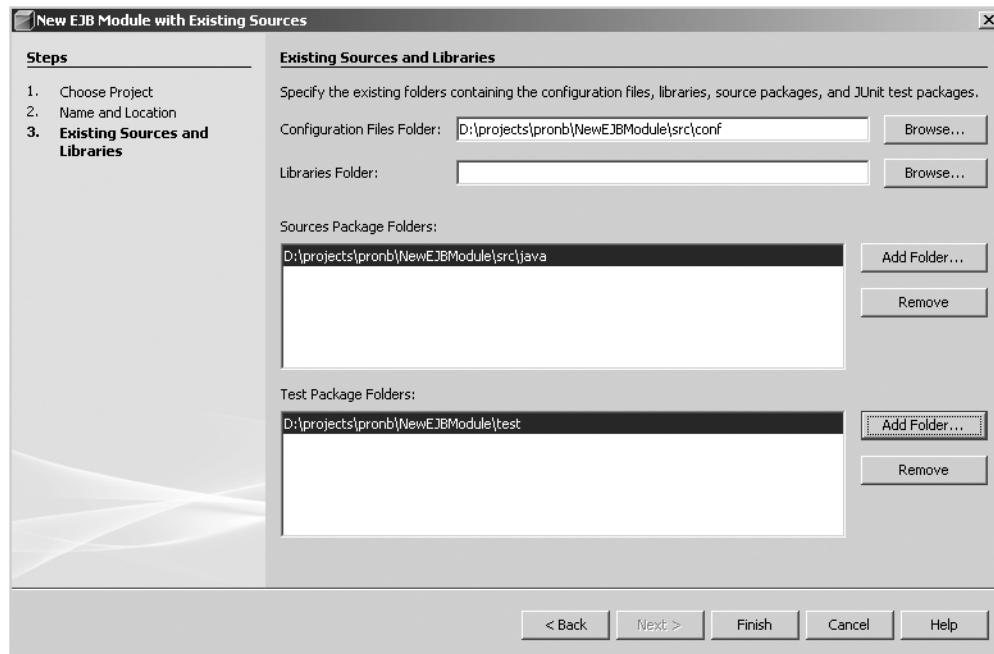 New EJB Module with Existing Sources
Steps
1. Choose Project
2. Name and Location
3. Existing Sources and
Libraries
Existing Sources and Libraries
Specify the existing folders containing the configuration files, libraries, source packages, and JUnit test packages.
Configuration Files Folder: D:\projects\pronb\NewEJBModule\src\conf Browse...
Libraries Folder: Browse...
Sources Package Folders:
D:\projects\pronb\NewEJBModule\src\java
Add Folder...
Remove
Test Package Folders:
D:\projects\pronb\NewEJBModule\test
Add Folder...
Remove
< Back Next > Finish Cancel Help